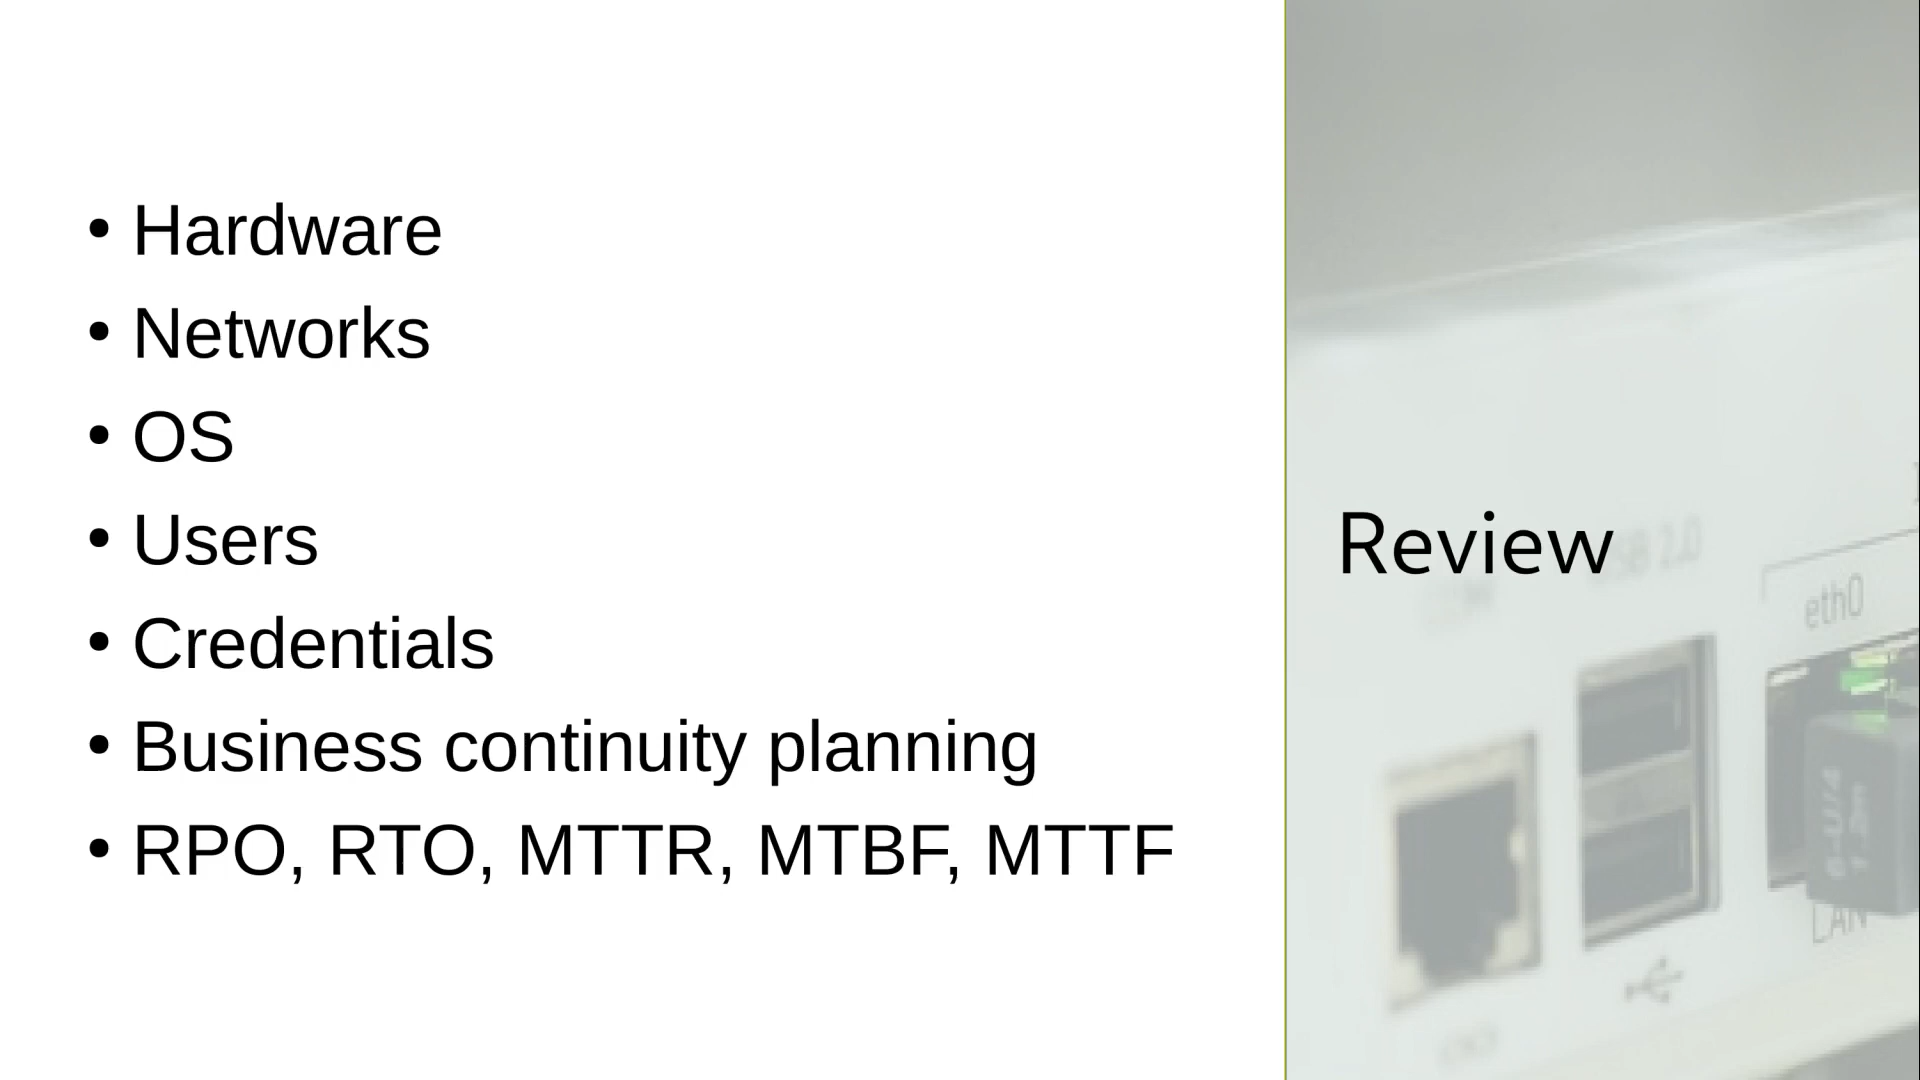 • Hardware
• Networks
• OS
• Users
• Credentials
• Business continuity planning
• RPO, RTO, MTTR, MTBF, MTTF
Review
eth0
LAN